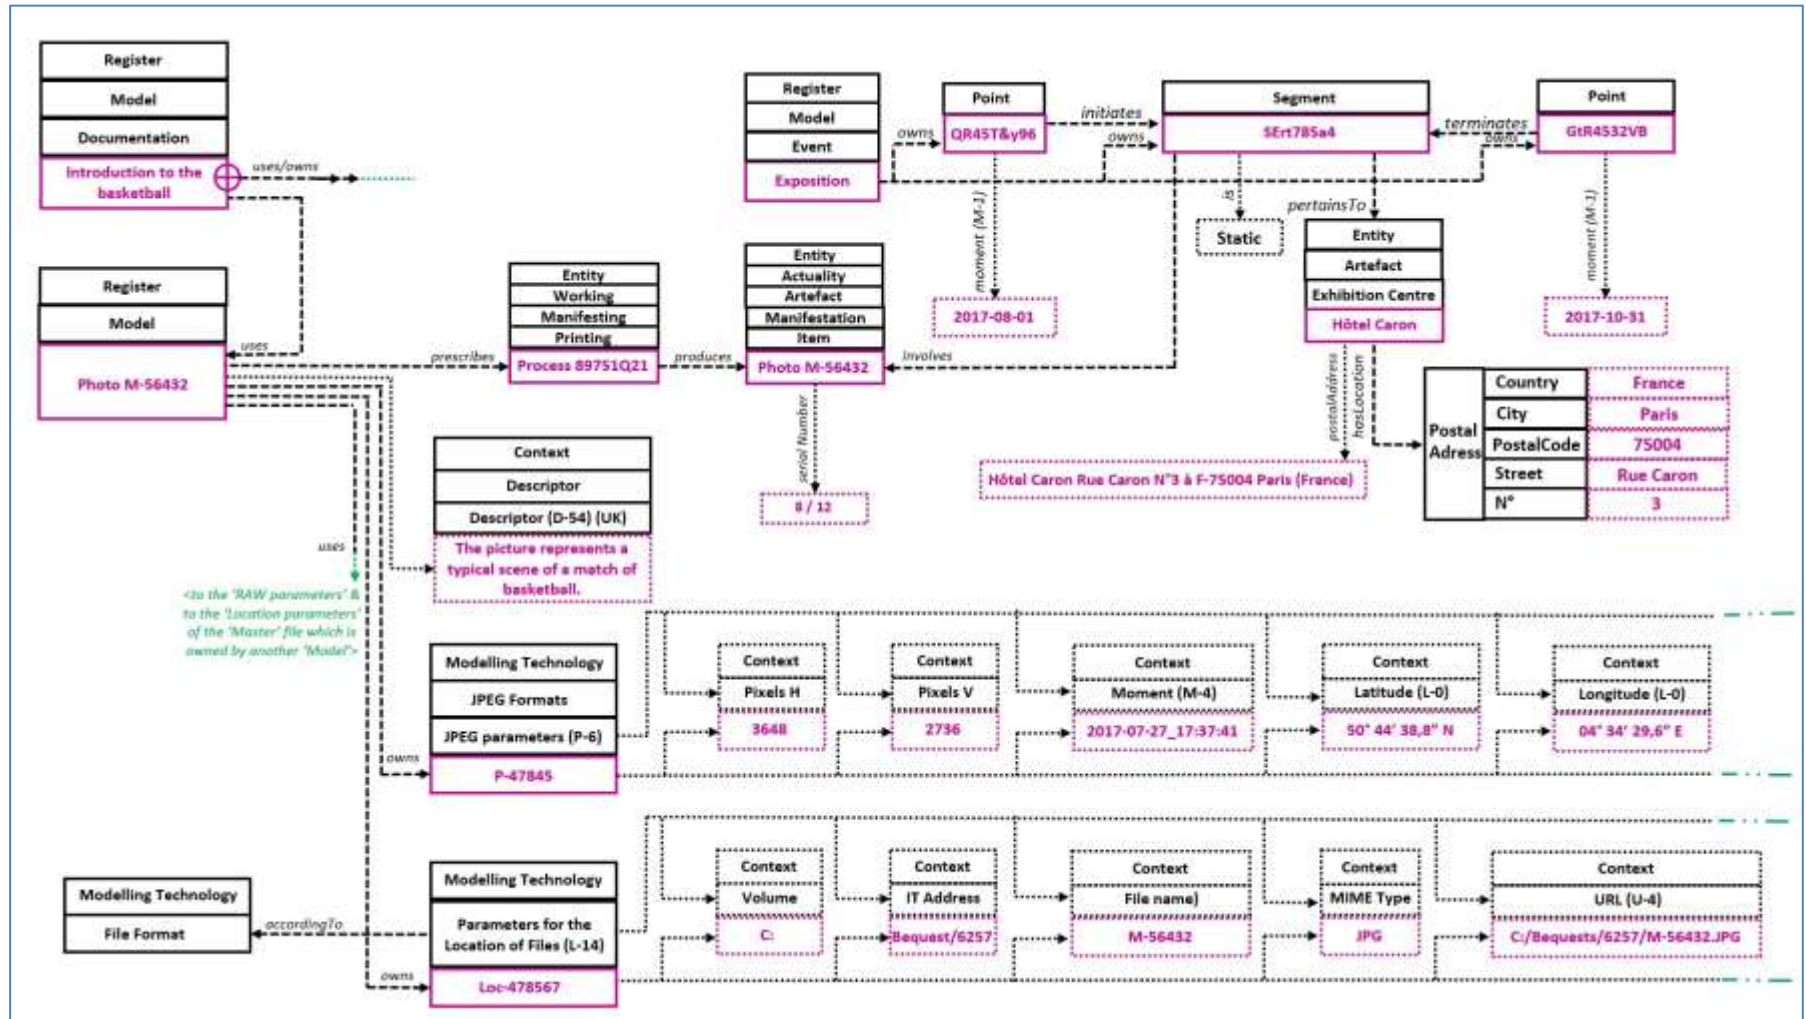 Register
Model
Documentation
Introduction to the
basketball
uses/owns
Register
Model
Event
Exposition
owns
Point
QR45T&y96
initiates
owns
Segment
SErt785a4
terminates
owns
Point
GtR4532VB
moment (M-1)
2017-08-01
is
Static
pertainsTo
Entity
Artefact
Exhibition Centre
Hôtel Caron
moment (M-1)
2017-10-31
Register
Model
Photo M-56432
uses
prescribes
Entity
Working
Manifesting
Printing
Process 89751Q21
produces
Entity
Actuality
Artefact
Manifestation
Item
Photo M-56432
involves
serial Number
8 / 12
postalAddress
hasLocation
Hôtel Caron Rue Caron N°3 à F-75004 Paris (France)
Postal
Adress
Country
France
City
Paris
PostalCode
75004
Street
Rue Caron
N°
3
Context
Descriptor
Descriptor (D-54) (UK)
The picture represents a
typical scene of a match of
basketball.
uses
<to the 'RAW parameters' &
to the 'Location parameters'
of the 'Master' file which is
owned by another 'Model'>
Modelling Technology
JPEG Formats
JPEG parameters (P-6)
owns
P-47845
Context
Pixels H
3648
Context
Pixels V
2736
Context
Moment (M-4)
2017-07-27_17:37:41
Context
Latitude (L-0)
50° 44' 38,8" N
Context
Longitude (L-0)
04° 34' 29,6" E
Modelling Technology
File Format
accordingTo
Modelling Technology
Parameters for the
Location of Files (L-14)
owns
Loc-478567
Context
Volume
C:
Context
IT Address
Bequest/6257
Context
File name)
M-56432
Context
MIME Type
JPG
Context
URL (U-4)
C:/Bequests/6257/M-56432.JPG